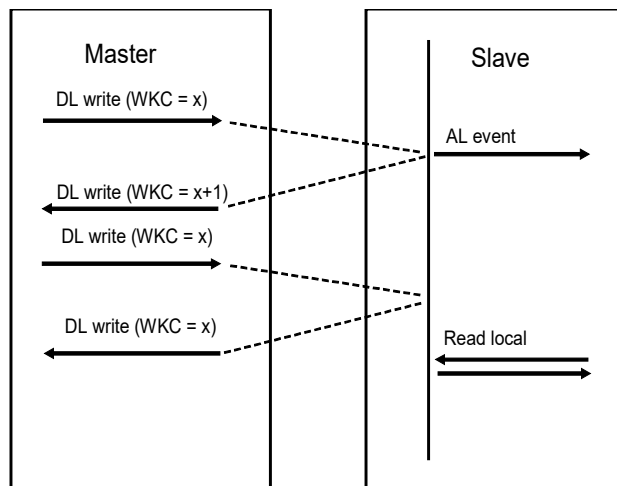 Master
Slave
DL write (WKC = x)
AL event
DL write (WKC = x+1)
DL write (WKC = x)
DL write (WKC = x)
Read local